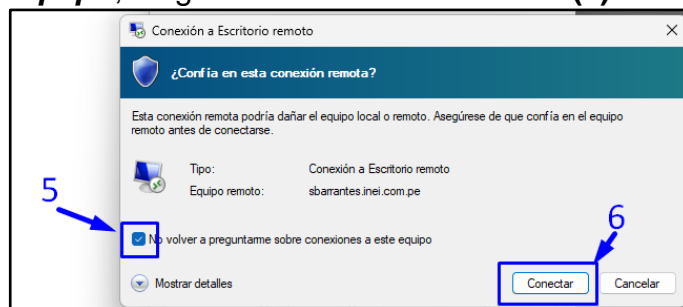 Conexión a Escritorio remoto
¿Confía en esta conexión remota?
Esta conexión remota podría dañar el equipo local o remoto. Asegúrese de que confía en el equipo
remoto antes de conectarse.
Tipo: Conexión a Escritorio remoto
Equipo remoto: sbarrantes.inei.com.pe
5
No volver a preguntarme sobre conexiones a este equipo
6
Mostrar detalles
Conectar Cancelar